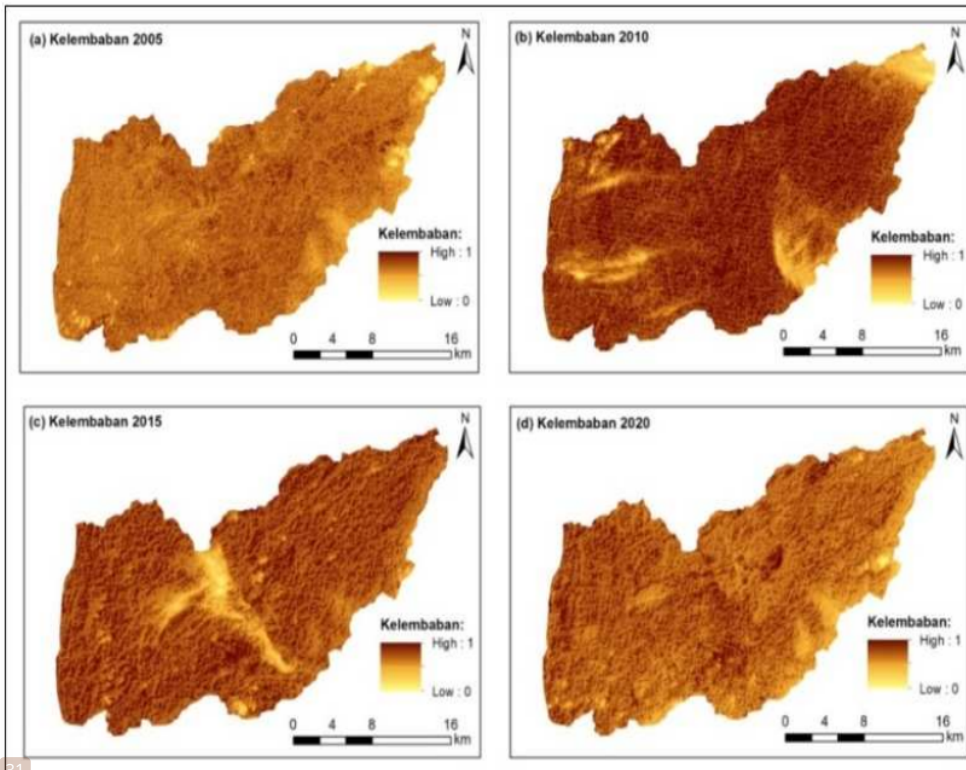 (a) Kelembaban 2005
N
Kelembaban:
High : 1
Low : 0
0 4 8 16
km
(b) Kelembaban 2010
N
Kelembaban:
High : 1
Low : 0
0 4 8 16
km
(c) Kelembaban 2015
N
Kelembaban:
High : 1
Low : 0
0 4 8 16
km
(d) Kelembaban 2020
N
Kelembaban:
High : 1
Low : 0
0 4 8 16
km